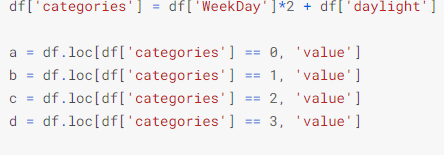 df['categories'] = df['WeekDay']*2 + df['daylight']
a = df.loc[df['categories'] == 0, 'value']
b = df.loc[df['categories'] == 1, 'value']
c = df.loc[df['categories'] == 2, 'value']
d = df.loc[df['categories'] == 3, 'value']